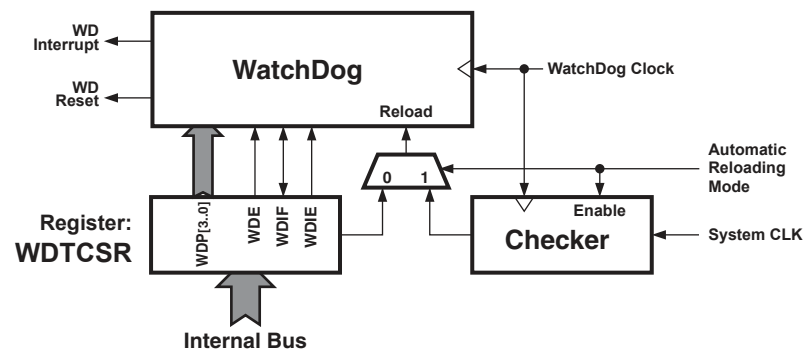 WD
Interrupt
WD
Reset
WatchDog
Reload
WatchDog Clock
Automatic
Reloading
Mode
0 1
Register:
WDTCSR
WDP[3..0]
WDE
WDIF
WDIE
Enable
Checker
System CLK
Internal Bus